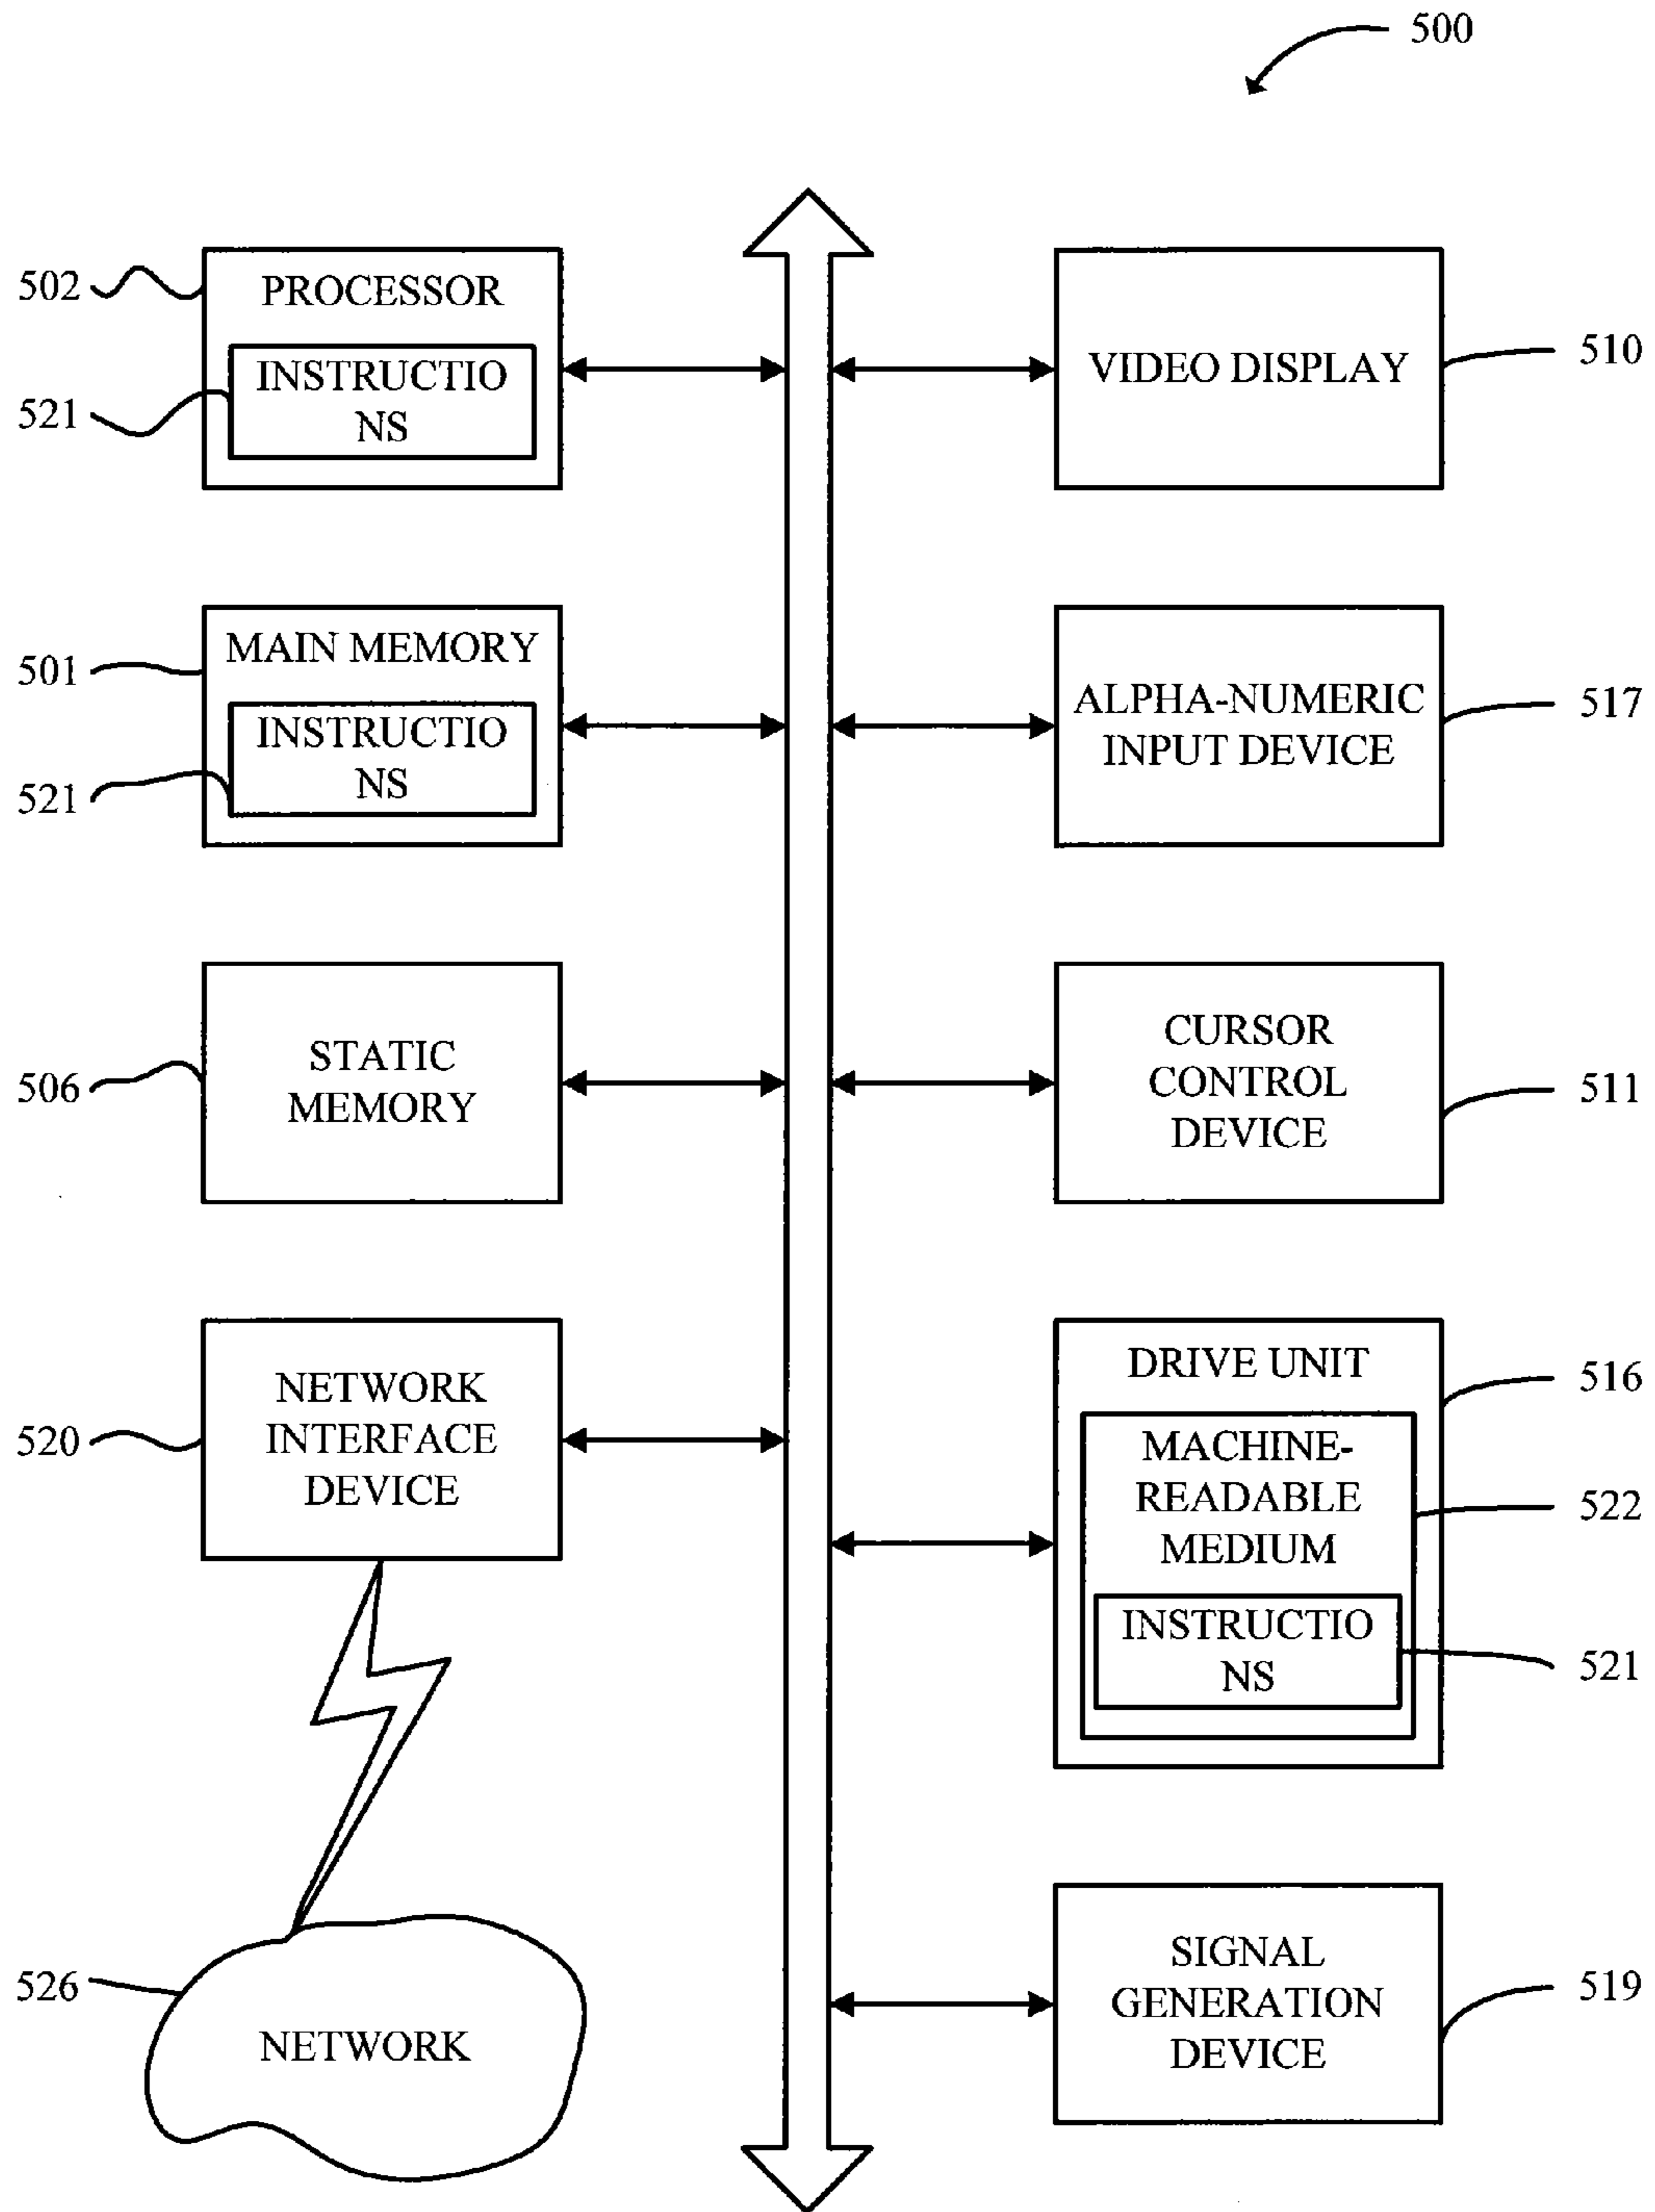 500
502
PROCESSOR
INSTRUCTIO
NS
521
VIDEO DISPLAY
510
501
MAIN MEMORY
INSTRUCTIO
NS
521
ALPHA-NUMERIC
INPUT DEVICE
517
506
STATIC
MEMORY
CURSOR
CONTROL
DEVICE
511
520
NETWORK
INTERFACE
DEVICE
DRIVE UNIT
516
MACHINE-
READABLE
MEDIUM
522
INSTRUCTIO
NS
521
526
NETWORK
SIGNAL
GENERATION
DEVICE
519